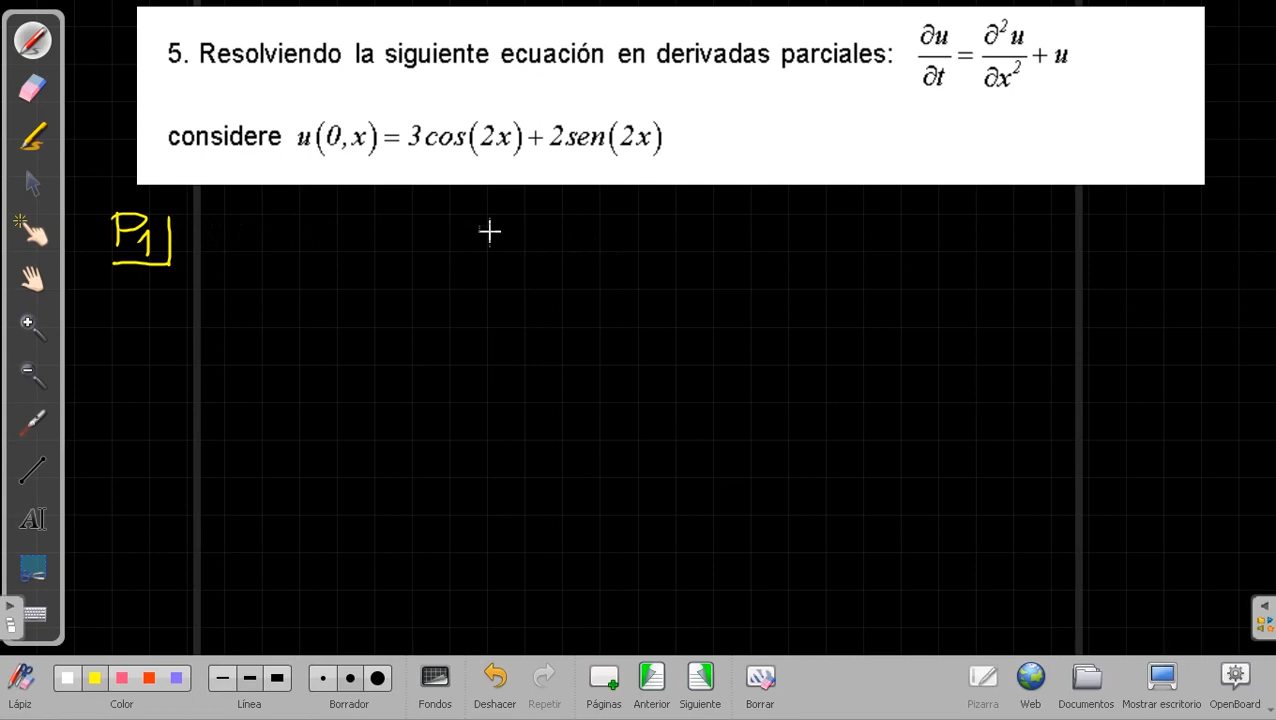 5. Resolviendo la siguiente ecuación en derivadas parciales: ∂u/∂t = ∂²u/∂x² + u
considere u(0,x) = 3cos(2x) + 2sen(2x)
P1
AI
Lápiz
Color
Línea
Borrador
Fondos
Deshacer
Repetir
Páginas
Anterior
Siguiente
Borrar
Pizarra
Web
Documentos
Mostrar escritorio
OpenBoard